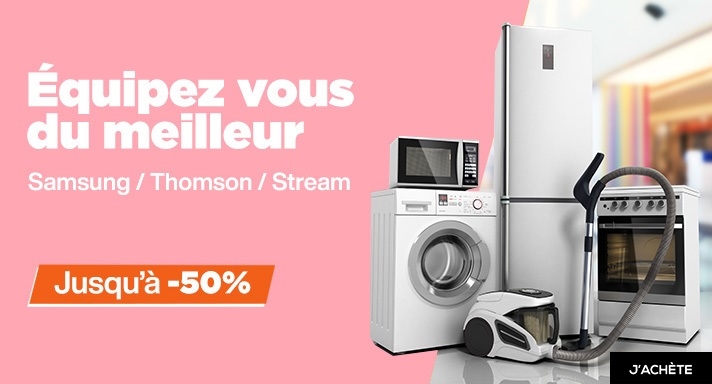 Équipez vous
du meilleur
Samsung / Thomson / Stream
Jusqu'à -50%
J'ACHÈTE